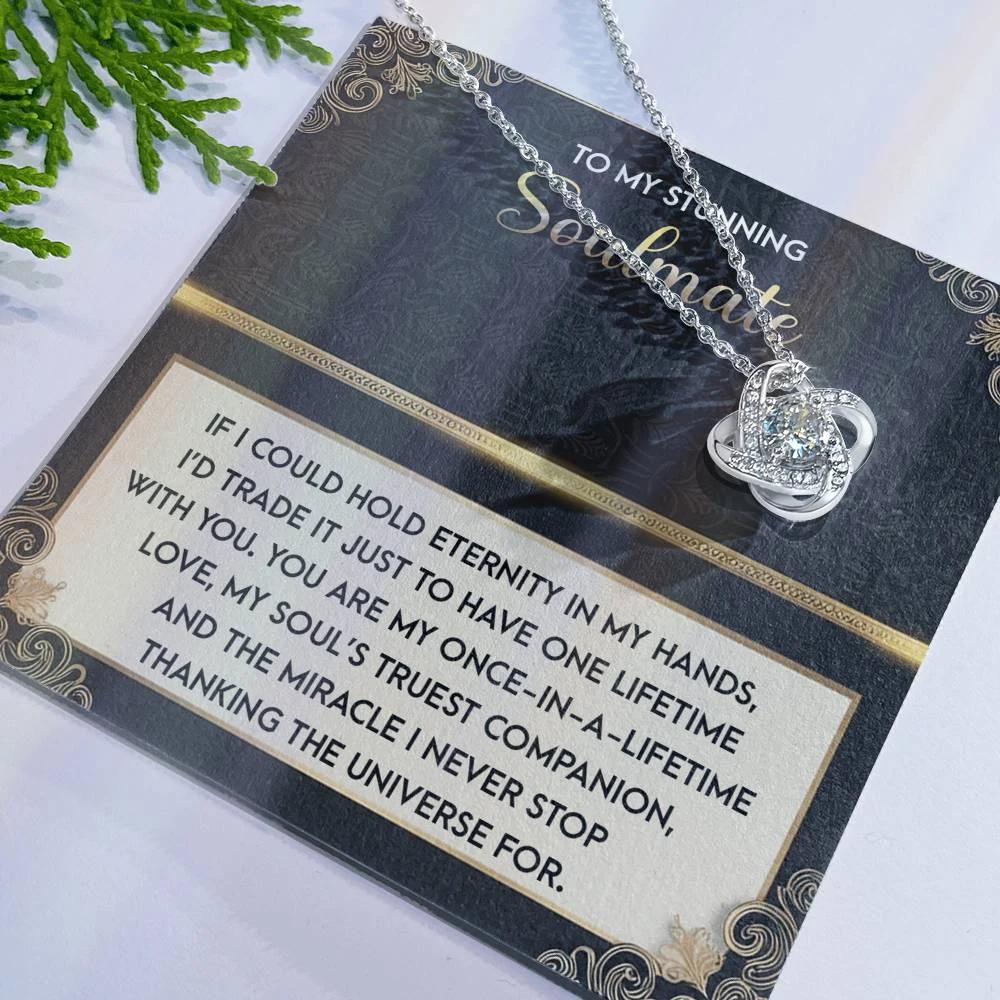 TO MY STUNNING
Soulmate
IF I COULD HOLD ETERNITY IN MY HANDS,
I'D TRADE IT JUST TO HAVE ONE LIFETIME
WITH YOU. YOU ARE MY ONCE-IN-A-LIFETIME
LOVE, MY SOUL'S TRUEST COMPANION,
AND THE MIRACLE I NEVER STOP
THANKING THE UNIVERSE FOR.